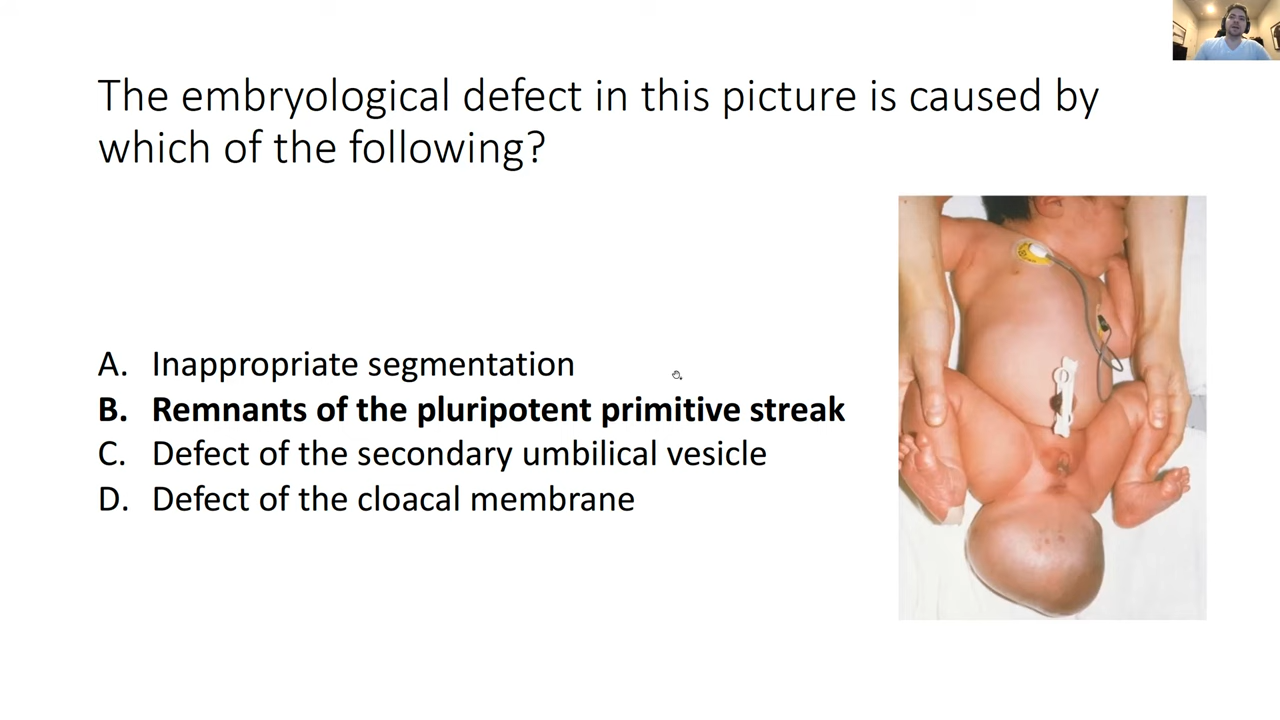 The embryological defect in this picture is caused by
which of the following?
A. Inappropriate segmentation
B. Remnants of the pluripotent primitive streak
C. Defect of the secondary umbilical vesicle
D. Defect of the cloacal membrane